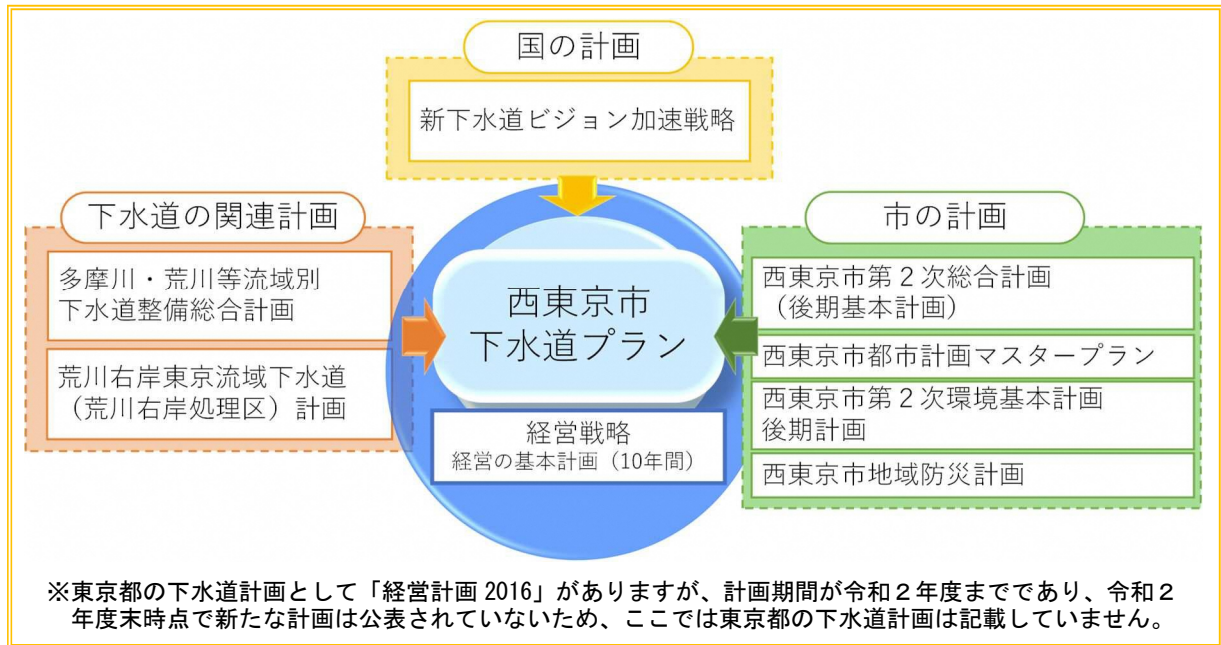 国の計画
新下水道ビジョン加速戦略
下水道の関連計画
多摩川・荒川等流域別
下水道整備総合計画
荒川右岸東京流域下水道
（荒川右岸処理区）計画
西東京市
下水道プラン
経営戦略
経営の基本計画（10年間）
市の計画
西東京市第２次総合計画
（後期基本計画）
西東京市都市計画マスタープラン
西東京市第２次環境基本計画
後期計画
西東京市地域防災計画
※東京都の下水道計画として「経営計画 2016」がありますが、計画期間が令和２年度までであり、令和２
年度末時点で新たな計画は公表されていないため、ここでは東京都の下水道計画は記載していません。